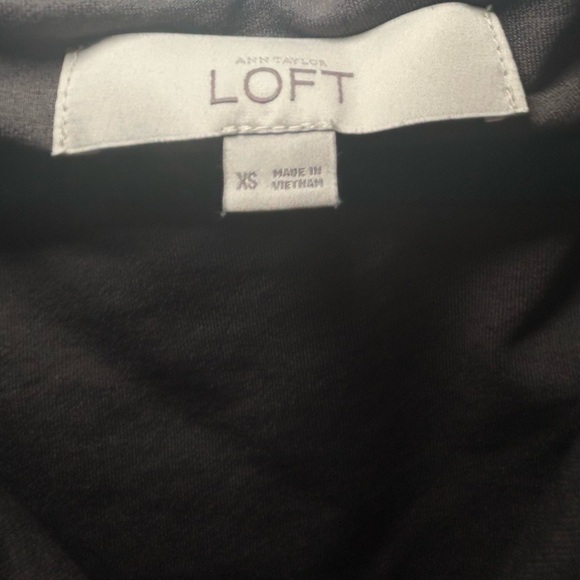 ANN TAYLOR
LOFT
XS
MADE IN
VIETNAM